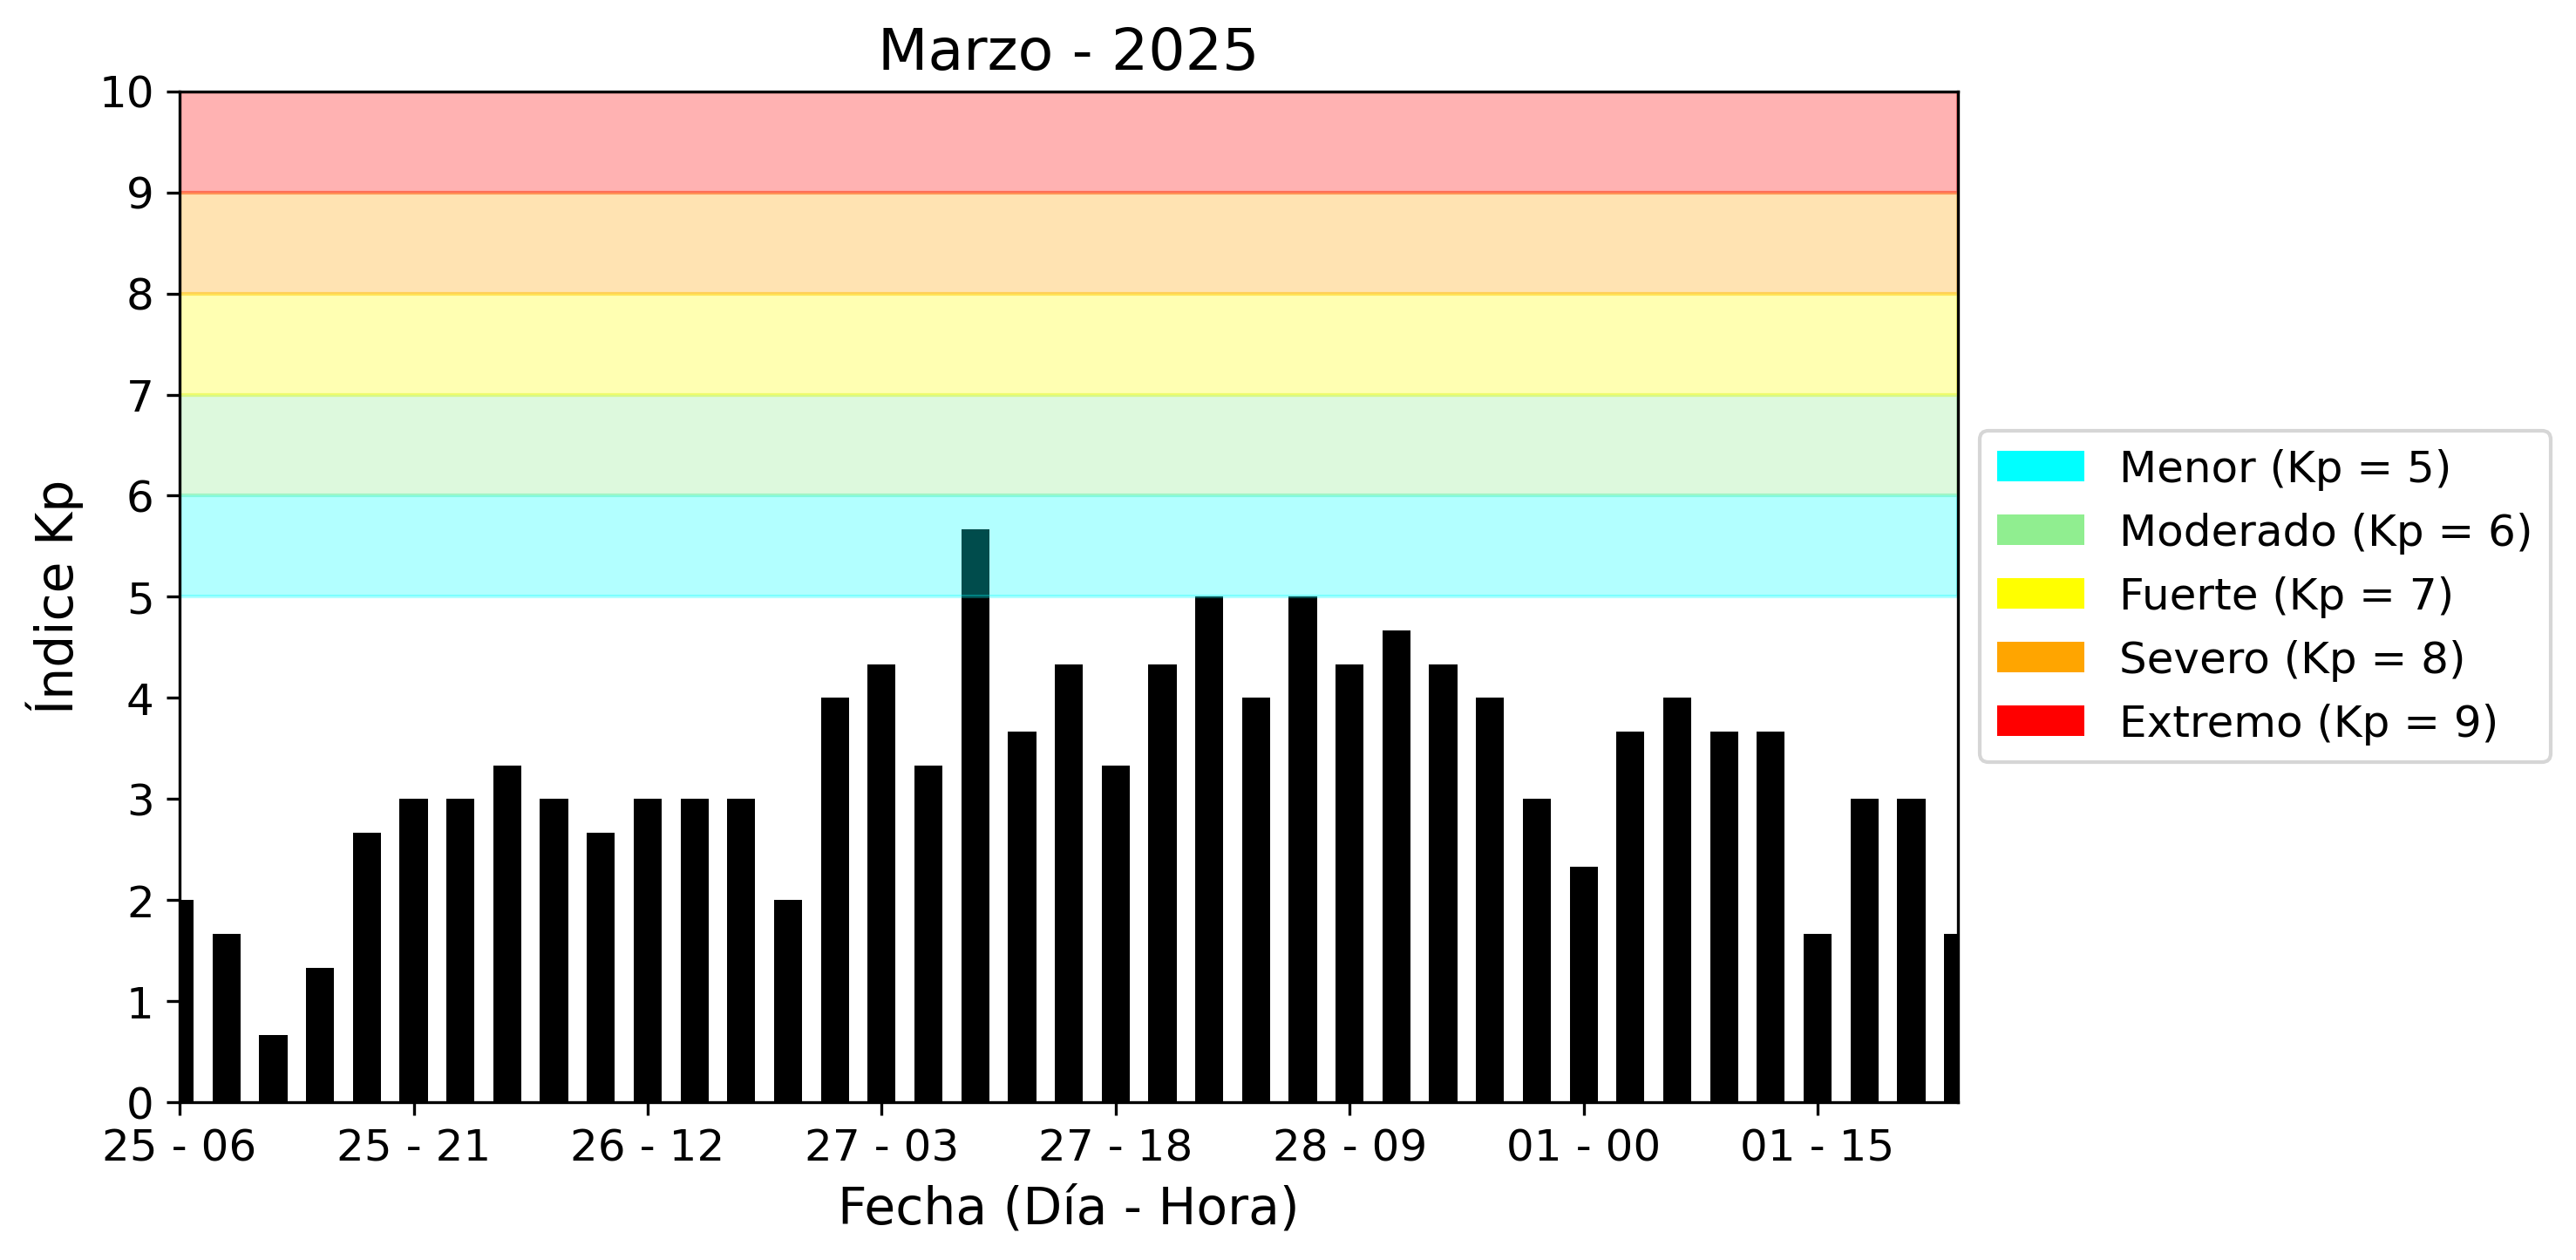 Marzo - 2025
Índice Kp
10
9
8
7
6
5
4
3
2
1
0
25 - 06
25 - 21
26 - 12
27 - 03
27 - 18
28 - 09
01 - 00
01 - 15
Fecha (Día - Hora)
Menor (Kp = 5)
Moderado (Kp = 6)
Fuerte (Kp = 7)
Severo (Kp = 8)
Extremo (Kp = 9)